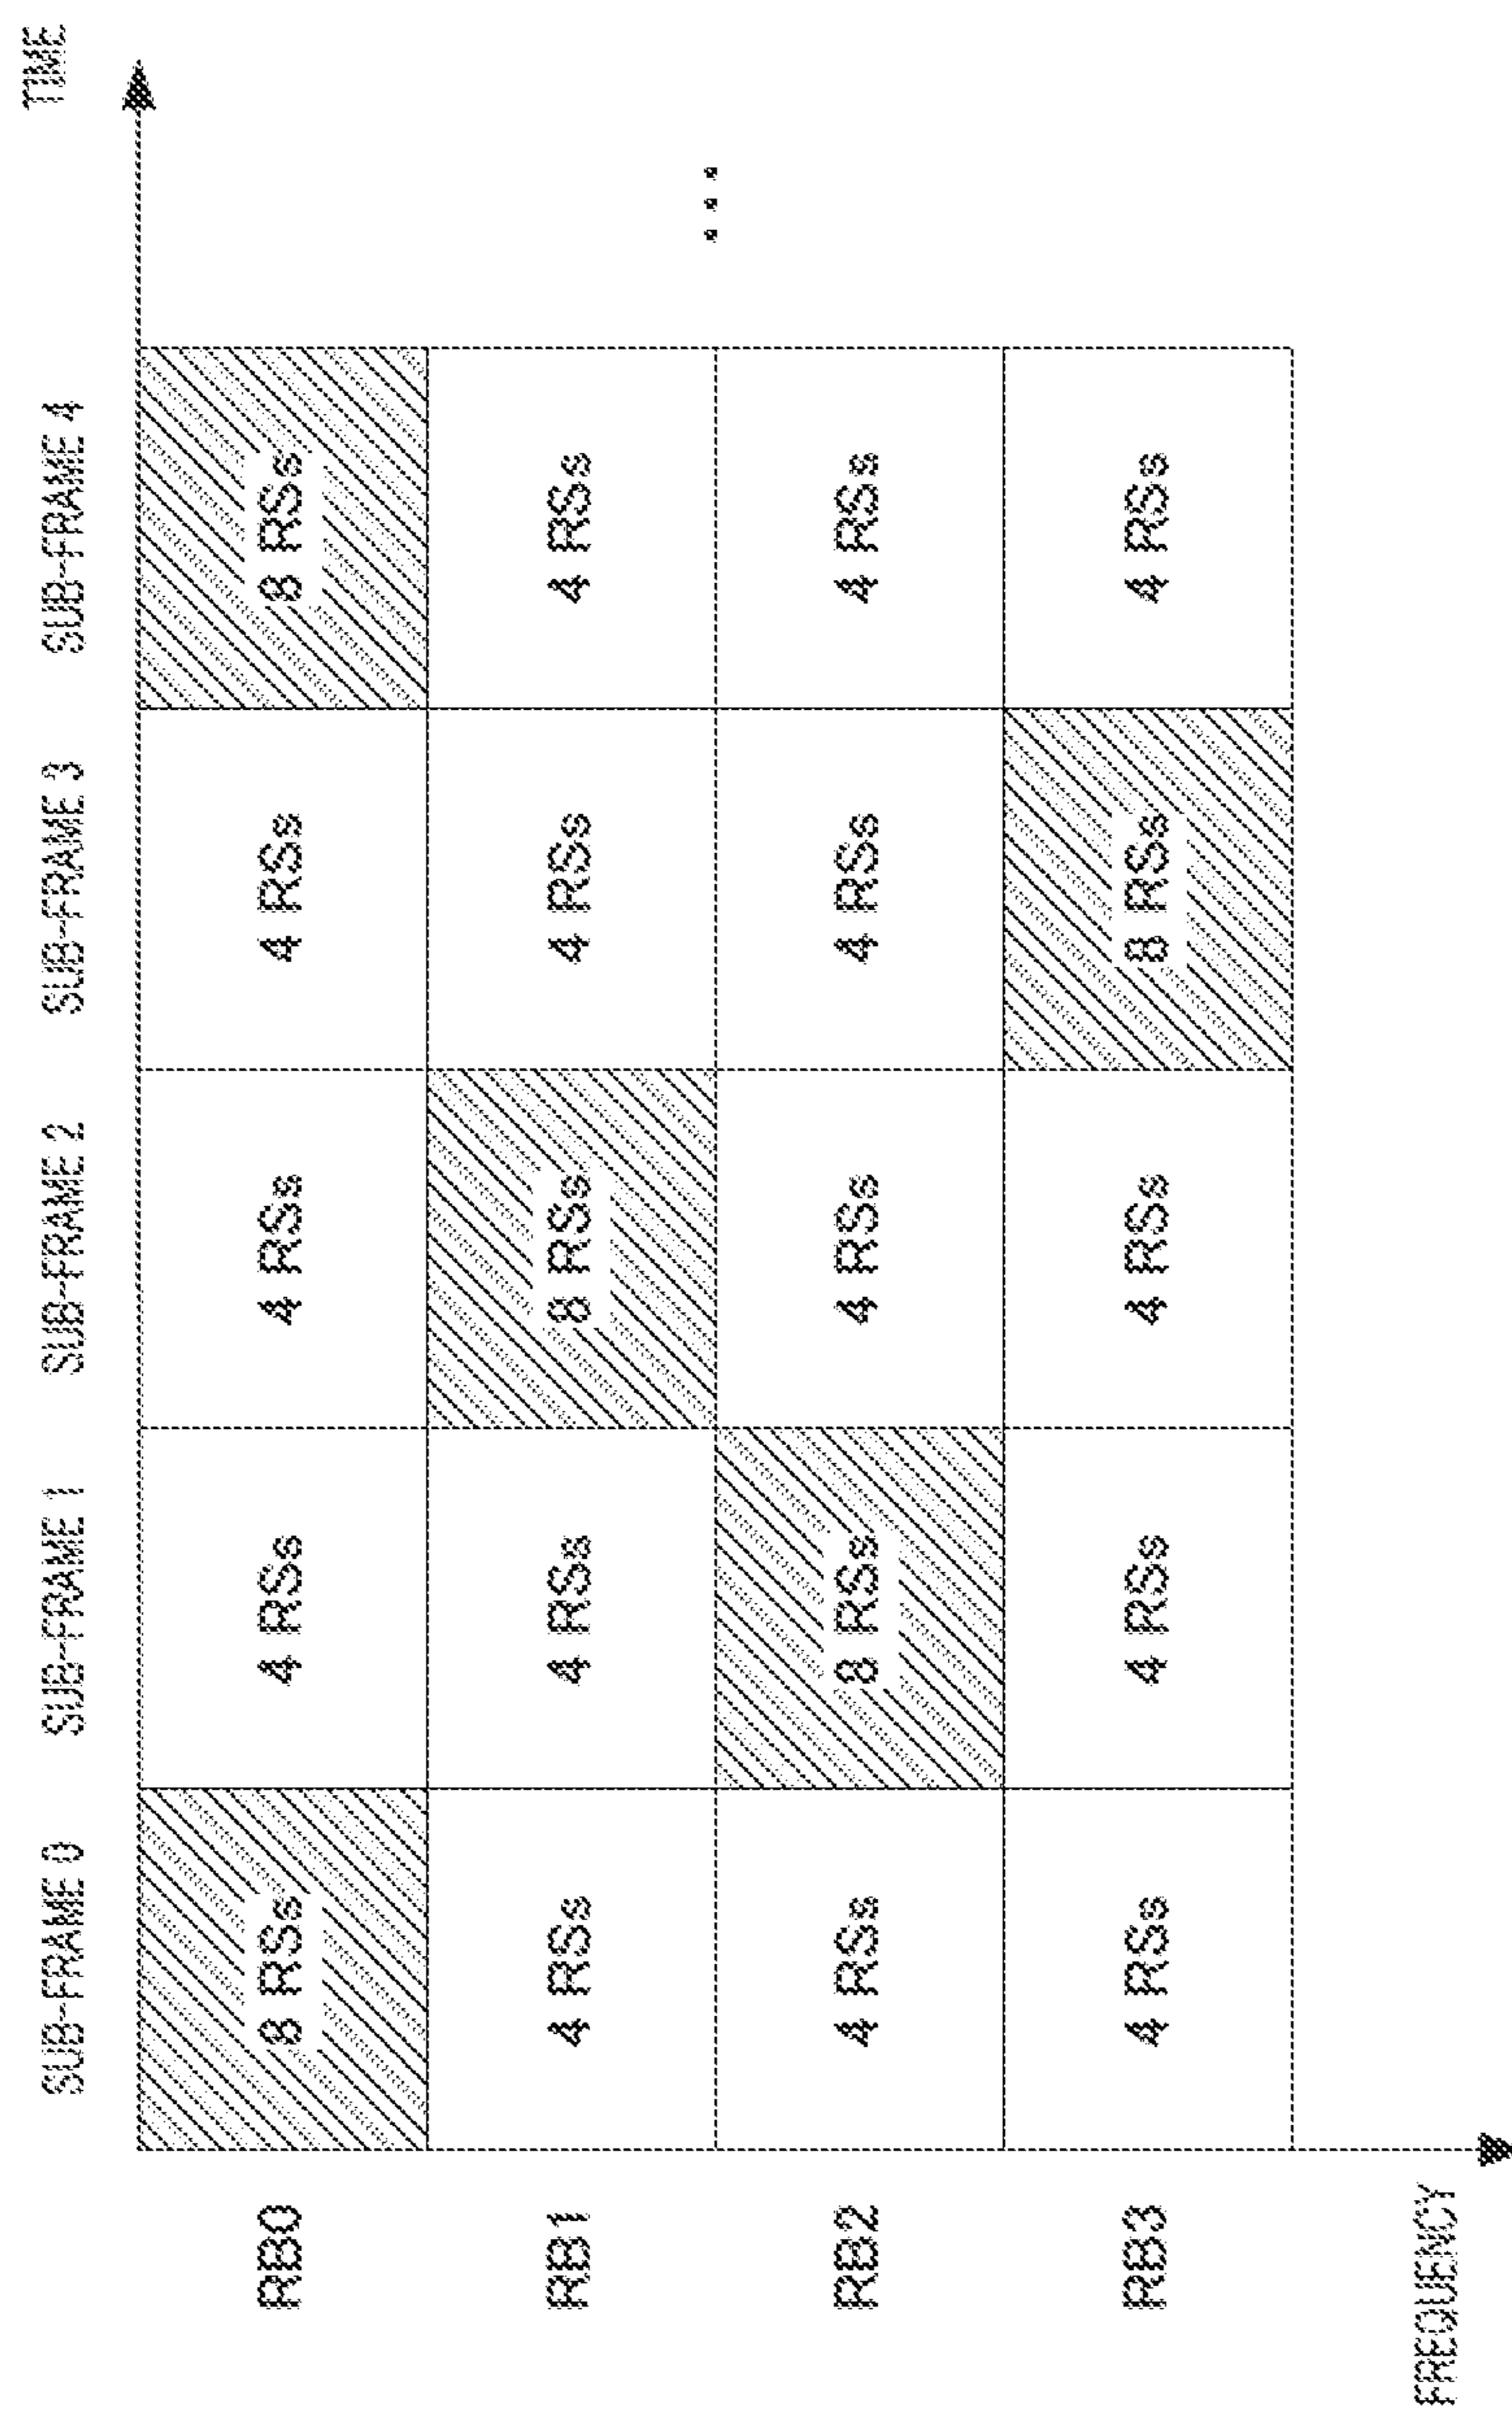 TIME
SUB-FRAME 0 SUB-FRAME 1 SUB-FRAME 2 SUB-FRAME 3 SUB-FRAME 4
RB0 8 RSs 4 RSs 4 RSs 4 RSs 8 RSs
RB1 4 RSs 4 RSs 8 RSs 4 RSs 4 RSs
...
RB2 4 RSs 8 RSs 4 RSs 4 RSs 4 RSs
RB3 4 RSs 4 RSs 4 RSs 8 RSs 4 RSs
FREQUENCY